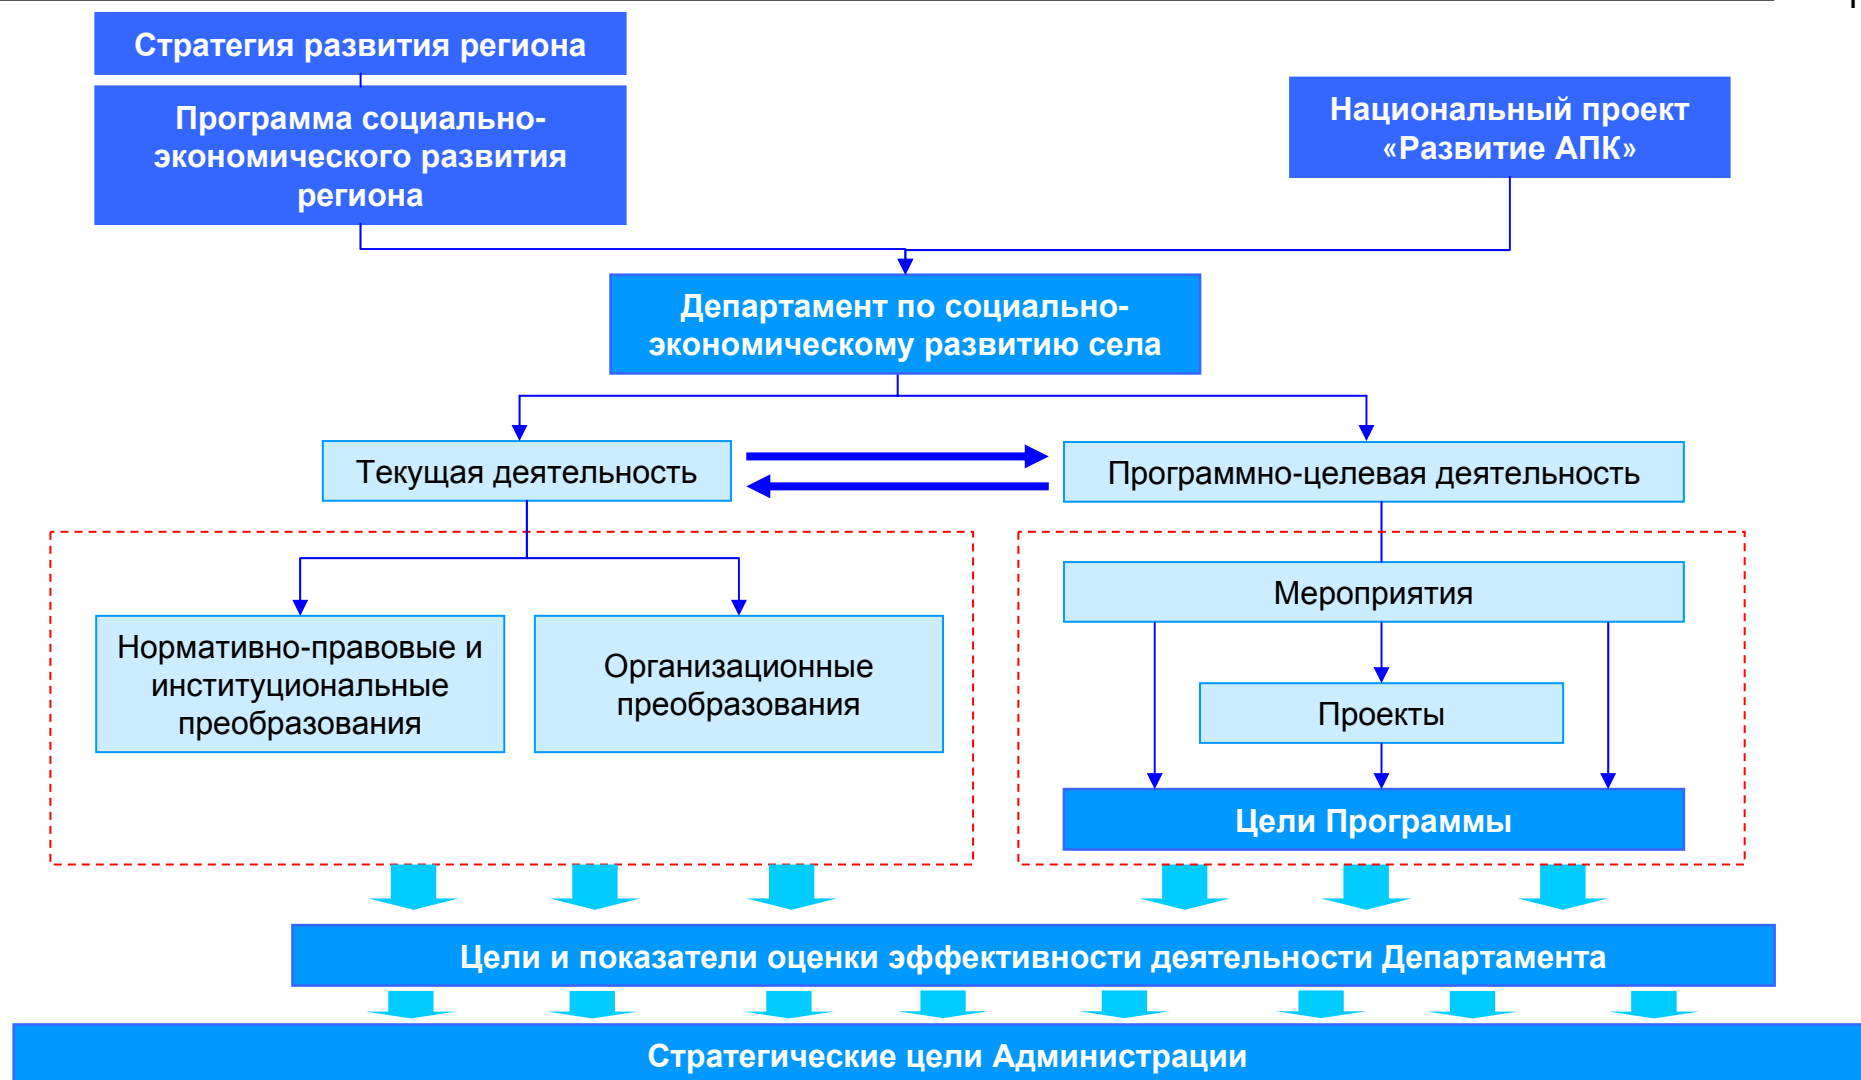 Стратегия развития региона
Программа социально-
экономического развития
региона
Национальный проект
«Развитие АПК»
Департамент по социально-
экономическому развитию села
Текущая деятельность
Программно-целевая деятельность
Нормативно-правовые и
институциональные
преобразования
Организационные
преобразования
Мероприятия
Проекты
Цели Программы
Цели и показатели оценки эффективности деятельности Департамента
Стратегические цели Администрации